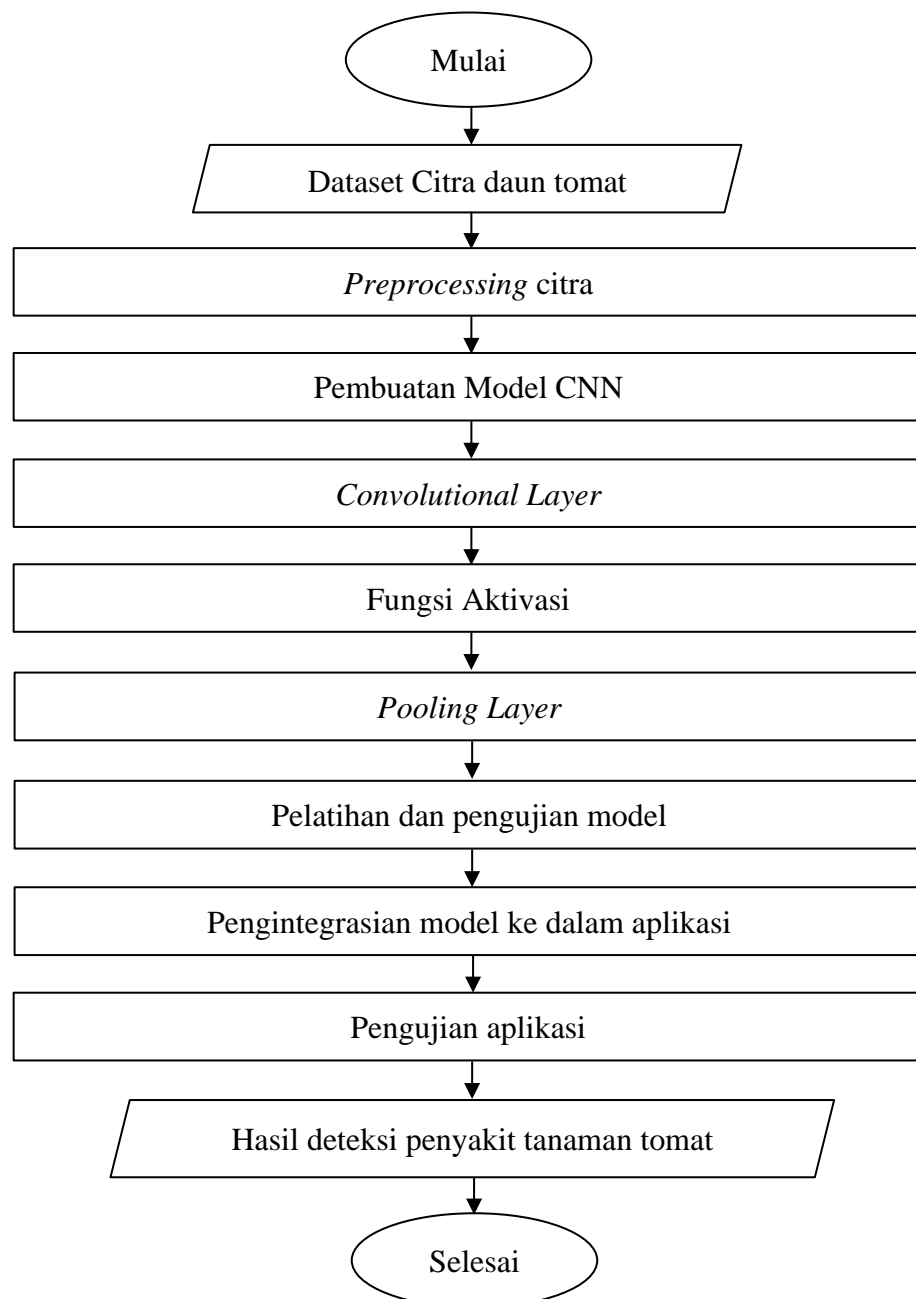 Mulai
Dataset Citra daun tomat
Preprocessing citra
Pembuatan Model CNN
Convolutional Layer
Fungsi Aktivasi
Pooling Layer
Pelatihan dan pengujian model
Pengintegrasian model ke dalam aplikasi
Pengujian aplikasi
Hasil deteksi penyakit tanaman tomat
Selesai